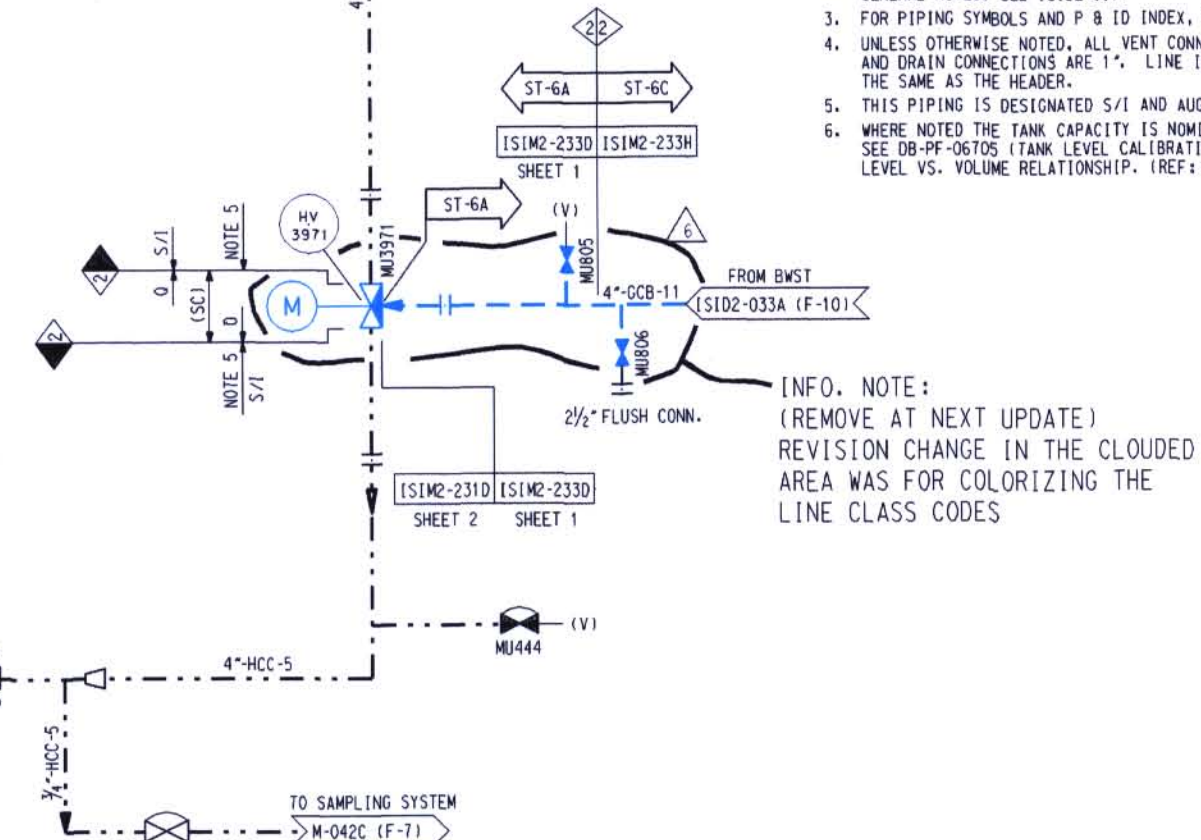 3. FOR PIPING SYMBOLS AND P & ID INDEX,
4. UNLESS OTHERWISE NOTED, ALL VENT CONN
AND DRAIN CONNECTIONS ARE 1". LINE I
THE SAME AS THE HEADER.
5. THIS PIPING IS DESIGNATED S/I AND AUG
6. WHERE NOTED THE TANK CAPACITY IS NOMI
SEE DB-PF-06705 (TANK LEVEL CALIBRATI
LEVEL VS. VOLUME RELATIONSHIP. (REF:
4
22
ST-6A
ST-6C
ISIM2-233D
ISIM2-233H
SHEET 1
ST-6A
(V)
MU805
6
HV
3971
MU3971
S/I
NOTE 5
2
Q
(SC)
M
4"-GCB-11
FROM BWST
ISID2-033A (F-10)
2
Q
NOTE 5
S/I
MU806
2½" FLUSH CONN.
INFO. NOTE:
(REMOVE AT NEXT UPDATE)
REVISION CHANGE IN THE CLOUDED
AREA WAS FOR COLORIZING THE
LINE CLASS CODES
ISIM2-231D
ISIM2-233D
SHEET 2
SHEET 1
(V)
MU444
4"-HCC-5
¾"-HCC-5
TO SAMPLING SYSTEM
M-042C (F-7)